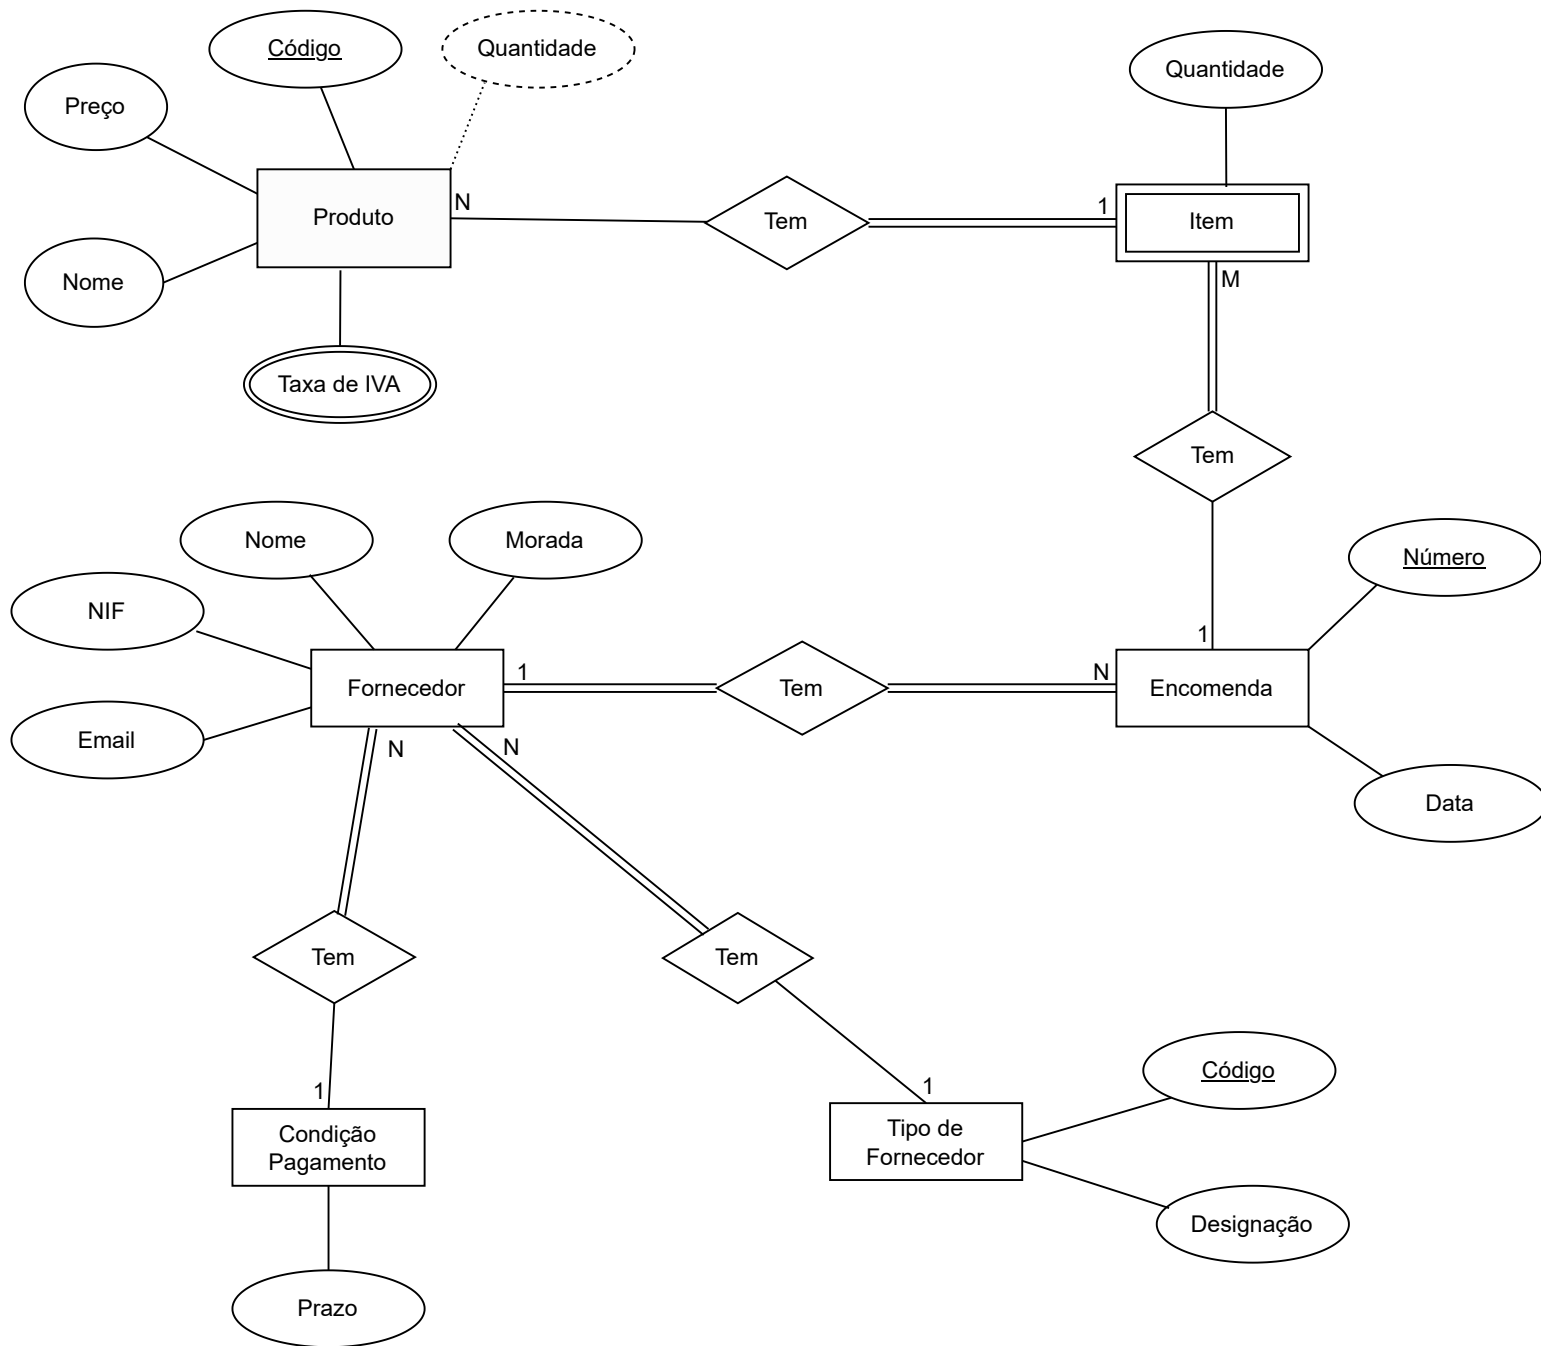 Código
Quantidade
Quantidade
Preço
Produto
N
Tem
1
Item
Nome
M
Taxa de IVA
Tem
Nome
Morada
Número
NIF
1
Fornecedor
1
Tem
N
Encomenda
Email
N
N
Data
Tem
Tem
1
1
Código
Condição
Pagamento
Tipo de
Fornecedor
Designação
Prazo